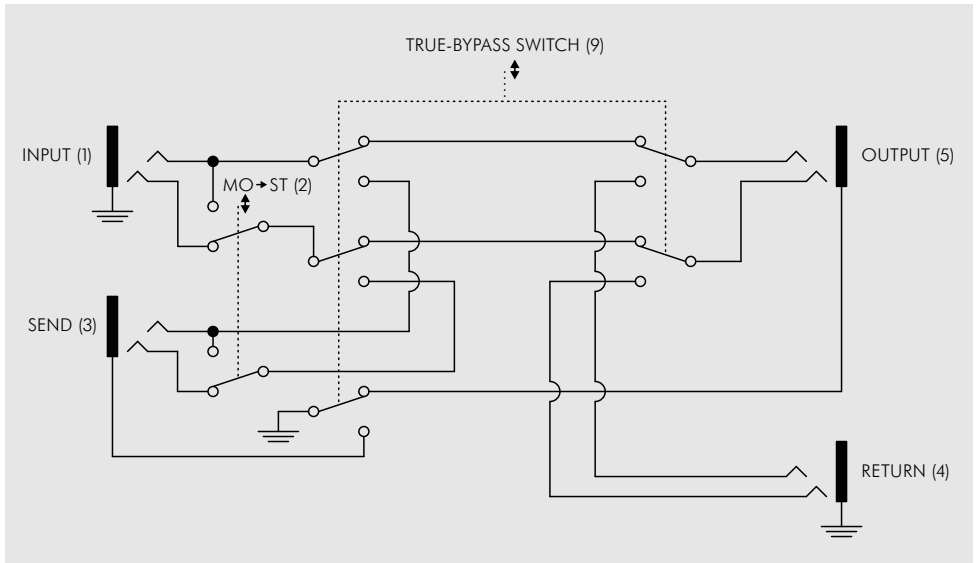 TRUE-BYPASS SWITCH (9)
INPUT (1)
OUTPUT (5)
MO→ST (2)
SEND (3)
RETURN (4)